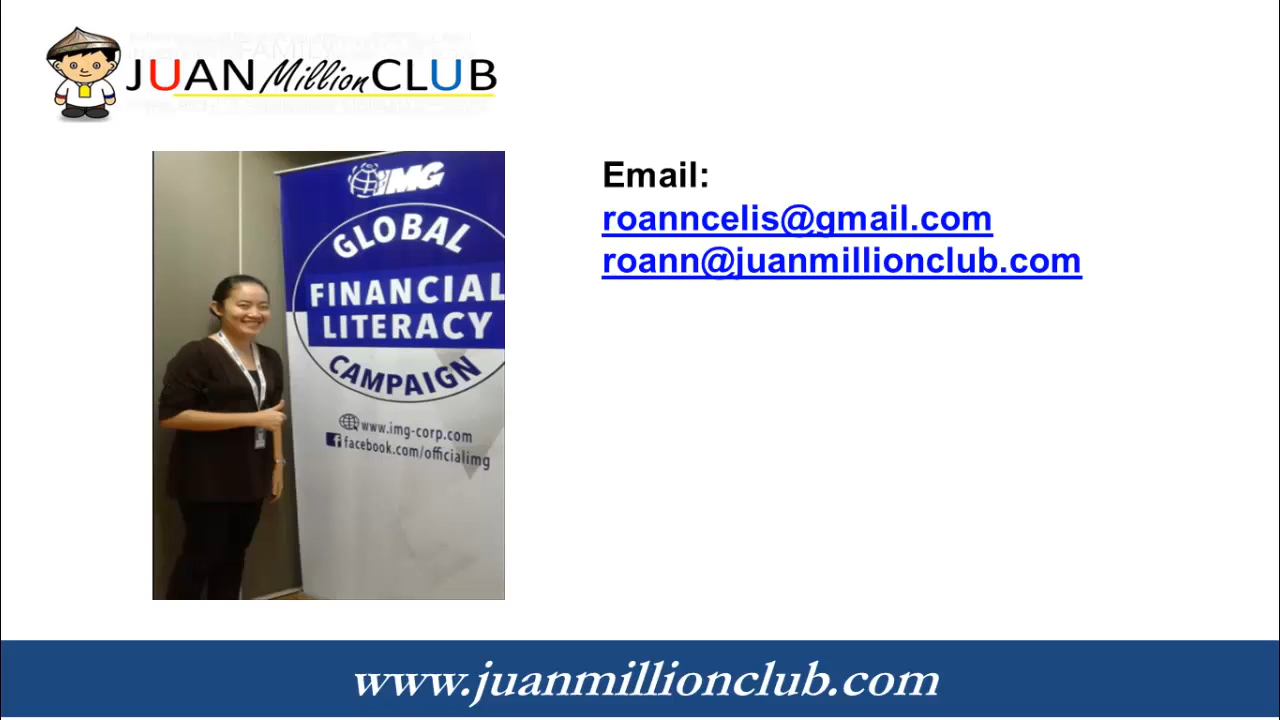 JUAN Million CLUB
IMG
GLOBAL
FINANCIAL
LITERACY
CAMPAIGN
www.img-corp.com
facebook.com/officialimg
Email:
roanncelis@gmail.com
roann@juanmillionclub.com
www.juanmillionclub.com